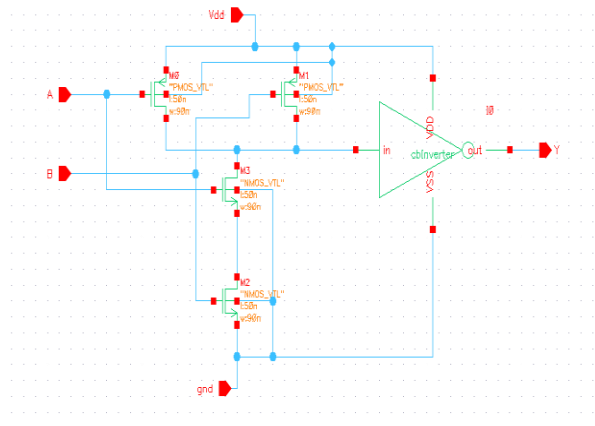 Vdd
M0
"PMOS_VTL"
l:50n
w:90n
M1
"PMOS_VTL"
l:50n
w:90n
A
B
in
VDD
cbInverter
VSS
out
I0
Y
M3
"NMOS_VTL"
l:50n
w:90n
M2
"NMOS_VTL"
l:50n
w:90n
gnd